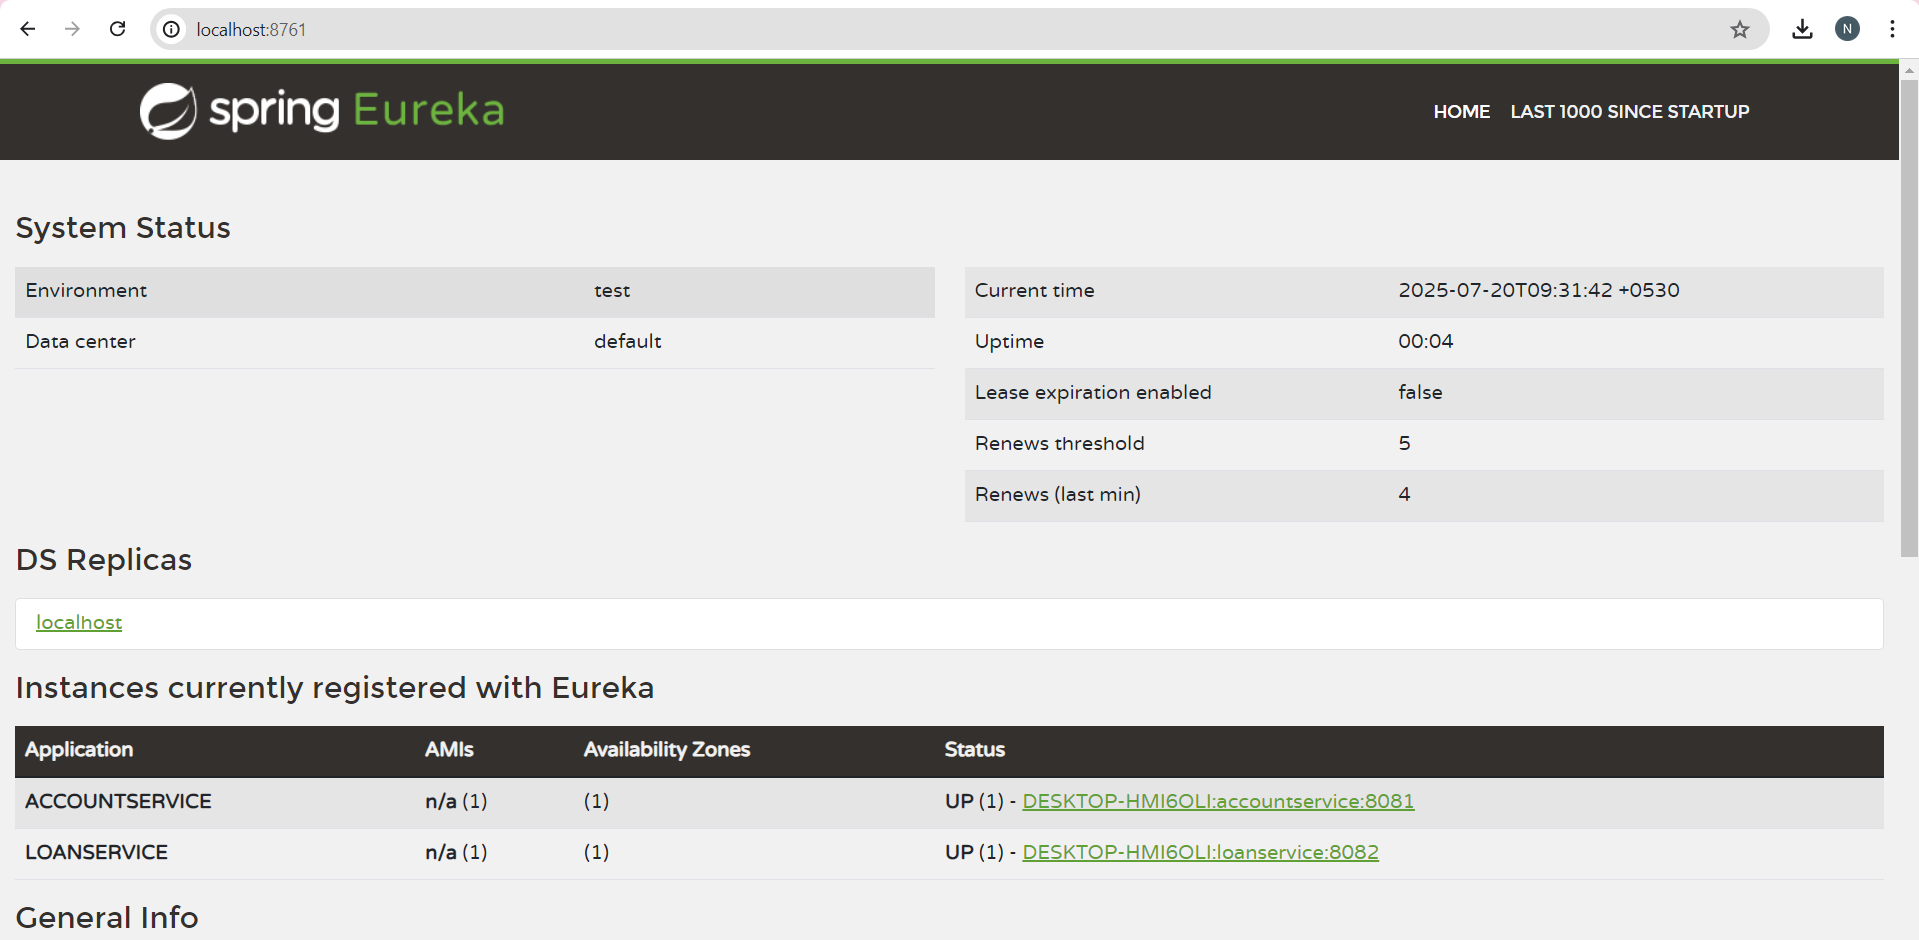 localhost:8761
N
spring Eureka
HOME LAST 1000 SINCE STARTUP
System Status
Environment test
Data center default
Current time 2025-07-20T09:31:42 +0530
Uptime 00:04
Lease expiration enabled false
Renews threshold 5
Renews (last min) 4
DS Replicas
localhost
Instances currently registered with Eureka
Application AMIs Availability Zones Status
ACCOUNTSERVICE n/a (1) (1) UP (1) - DESKTOP-HMI6OLI:accountservice:8081
LOANSERVICE n/a (1) (1) UP (1) - DESKTOP-HMI6OLI:loanservice:8082
General Info